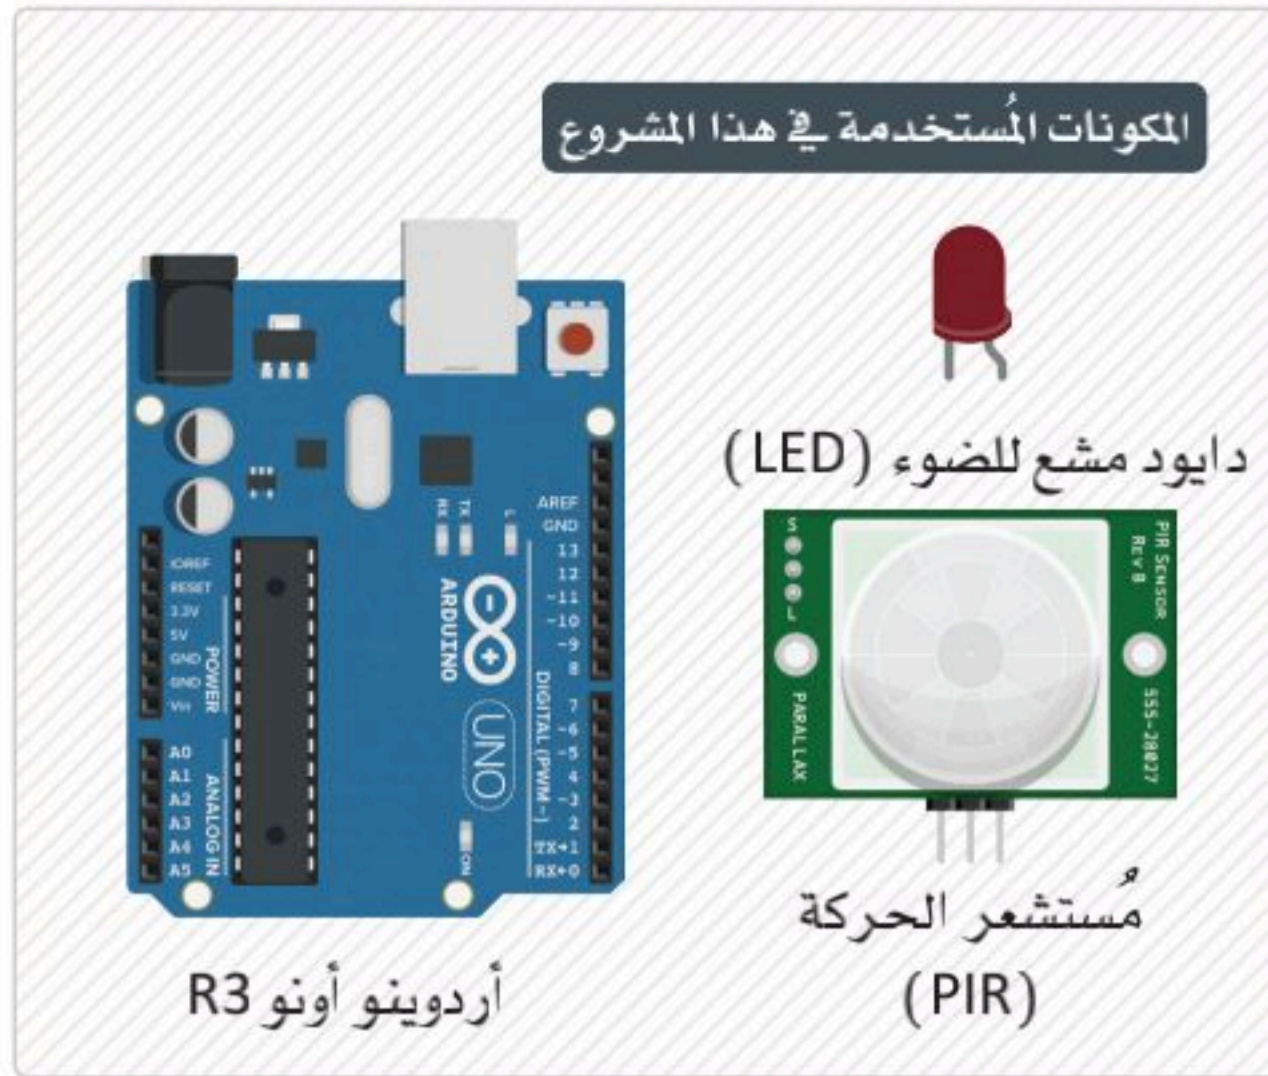 المكونات المُستخدمة في هذا المشروع
دايود مشع للضوء (LED)
S
L
PIR SENSOR
REV B
PARALLAX
555-28027
مُستشعر الحركة
(PIR)
AREF
GND
13
12
~11
~10
~9
8
7
~6
~5
4
~3
2
TX→1
RX←0
DIGITAL (PWM~)
L
TX
RX
ARDUINO
UNO
ON
IOREF
RESET
3.3V
5V
GND
GND
Vin
POWER
A0
A1
A2
A3
A4
A5
ANALOG IN
أردوينو أونو R3